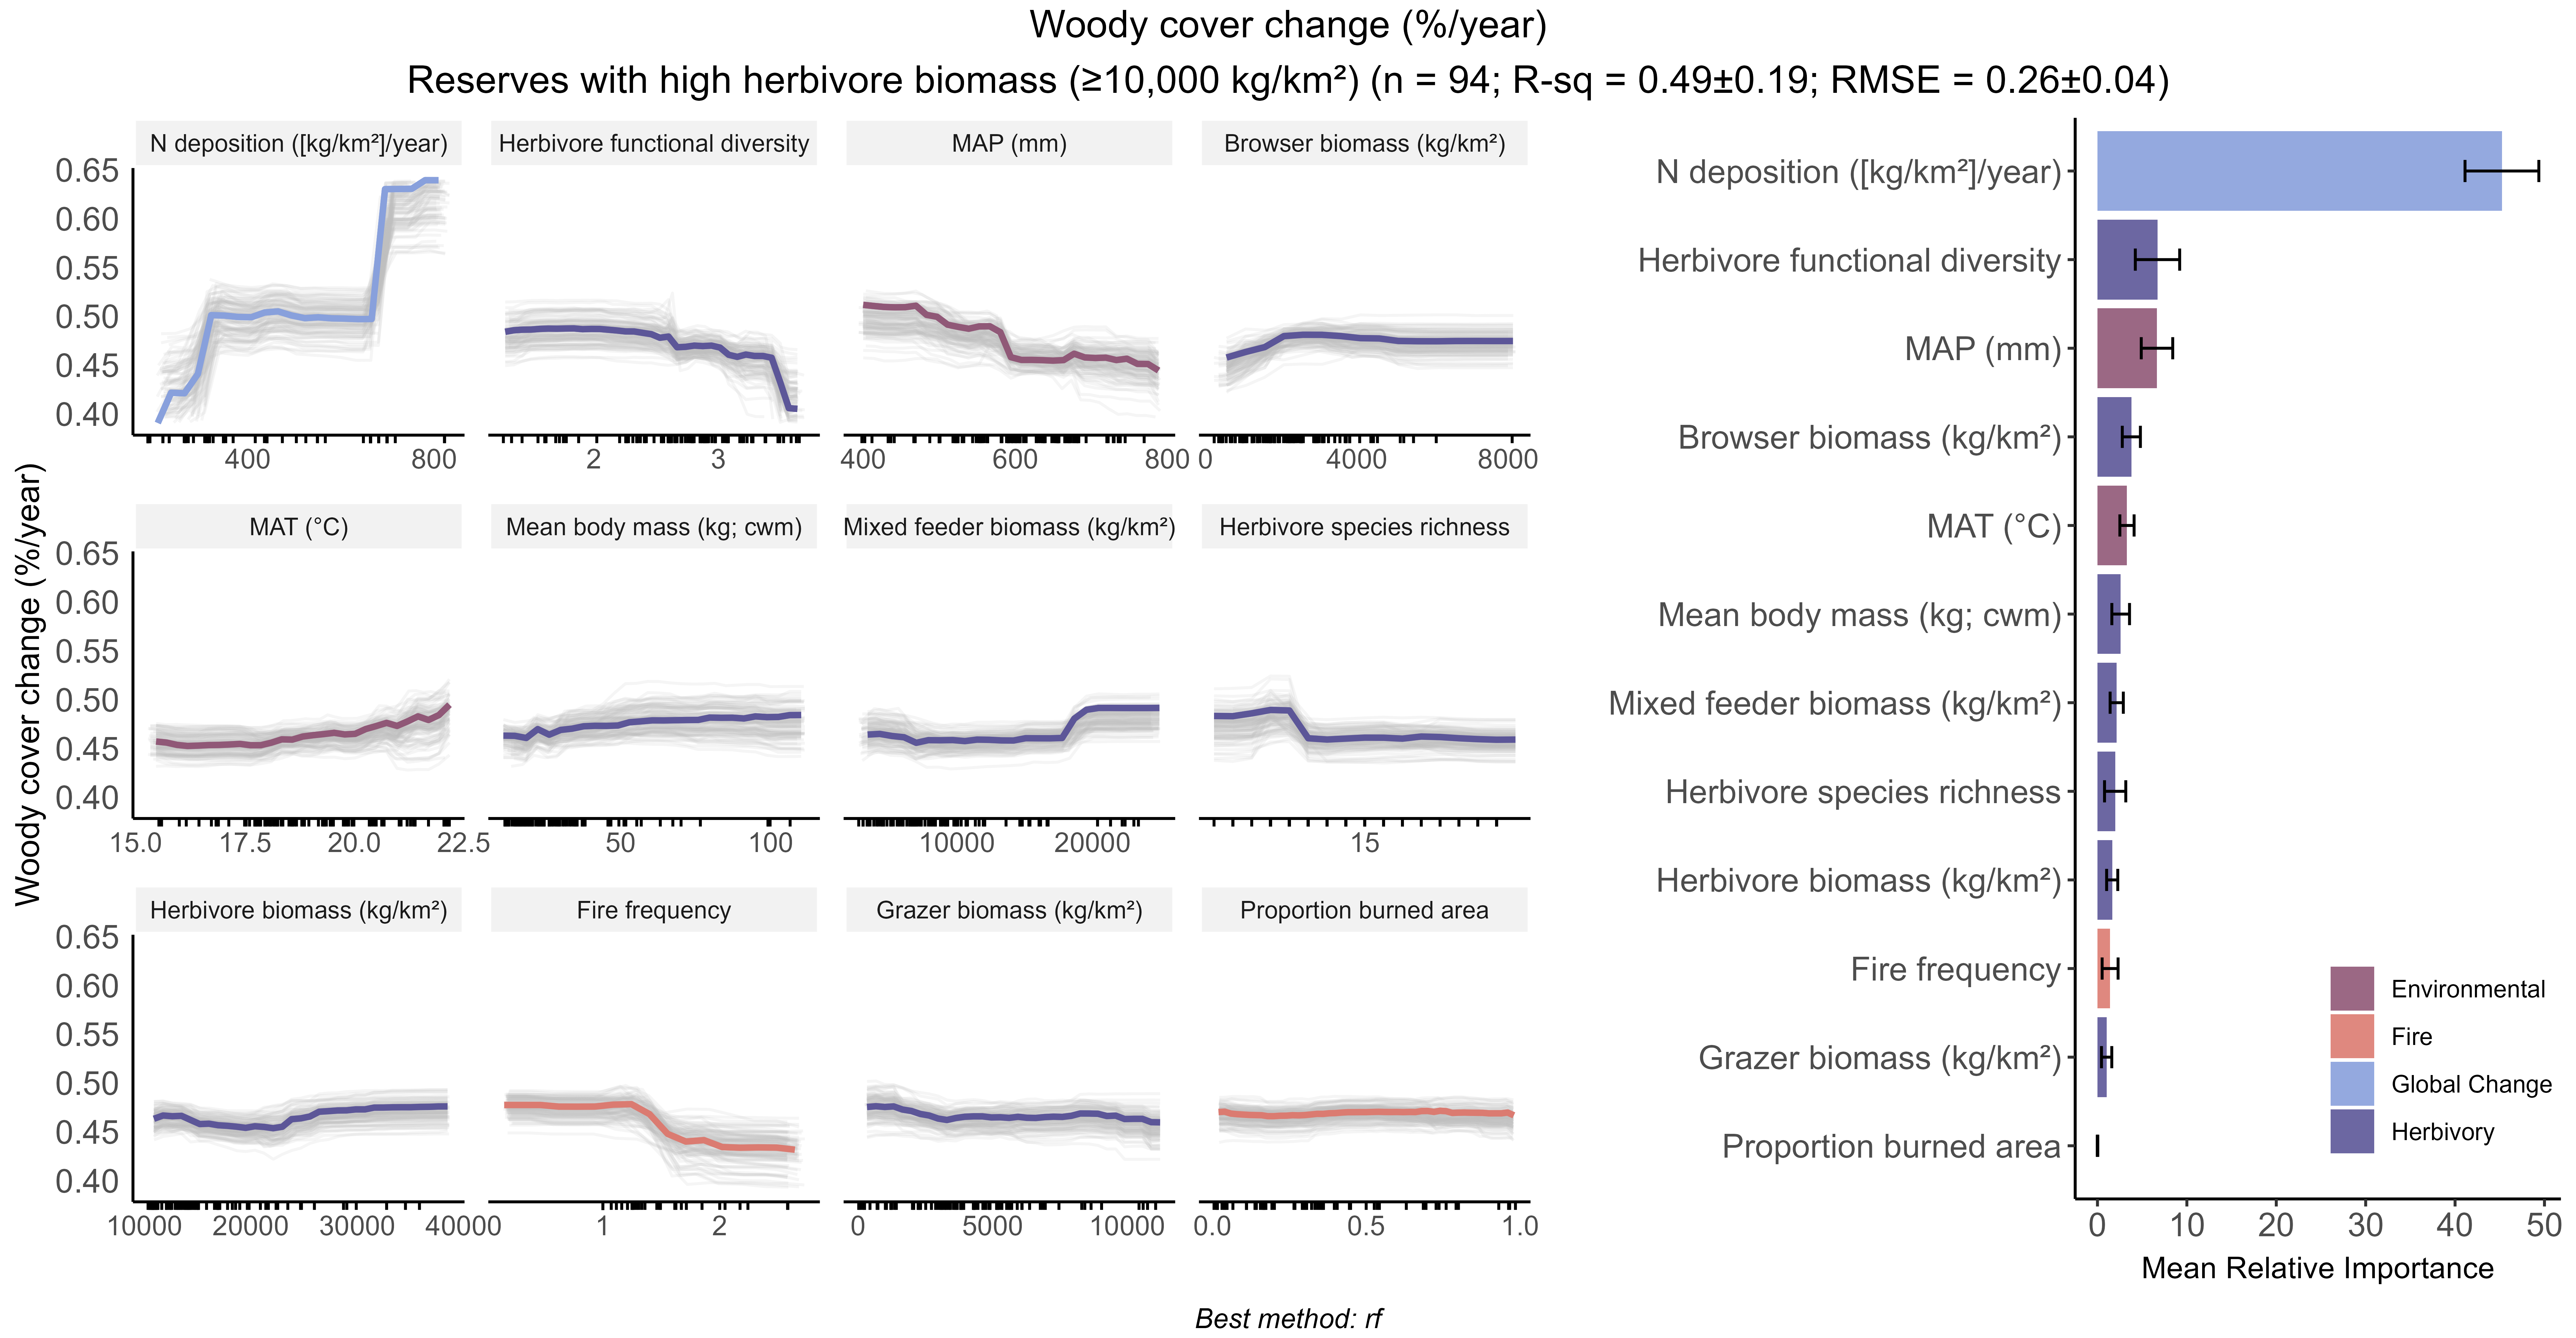 Woody cover change (%/year)
Reserves with high herbivore biomass (≥10,000 kg/km²) (n = 94; R-sq = 0.49±0.19; RMSE = 0.26±0.04)
Woody cover change (%/year)
N deposition ([kg/km²]/year)
Herbivore functional diversity
MAP (mm)
Browser biomass (kg/km²)
0.65
0.60
0.55
0.50
0.45
0.40
400 800
2 3
400 600 800
0 4000 8000
MAT (°C)
Mean body mass (kg; cwm)
Mixed feeder biomass (kg/km²)
Herbivore species richness
0.65
0.60
0.55
0.50
0.45
0.40
15.0 17.5 20.0 22.5
50 100
10000 20000
15
Herbivore biomass (kg/km²)
Fire frequency
Grazer biomass (kg/km²)
Proportion burned area
0.65
0.60
0.55
0.50
0.45
0.40
10000 20000 30000 40000
1 2
0 5000 10000
0.0 0.5 1.0
N deposition ([kg/km²]/year)
Herbivore functional diversity
MAP (mm)
Browser biomass (kg/km²)
MAT (°C)
Mean body mass (kg; cwm)
Mixed feeder biomass (kg/km²)
Herbivore species richness
Herbivore biomass (kg/km²)
Fire frequency
Grazer biomass (kg/km²)
Proportion burned area
Environmental
Fire
Global Change
Herbivory
0 10 20 30 40 50
Mean Relative Importance
Best method: rf